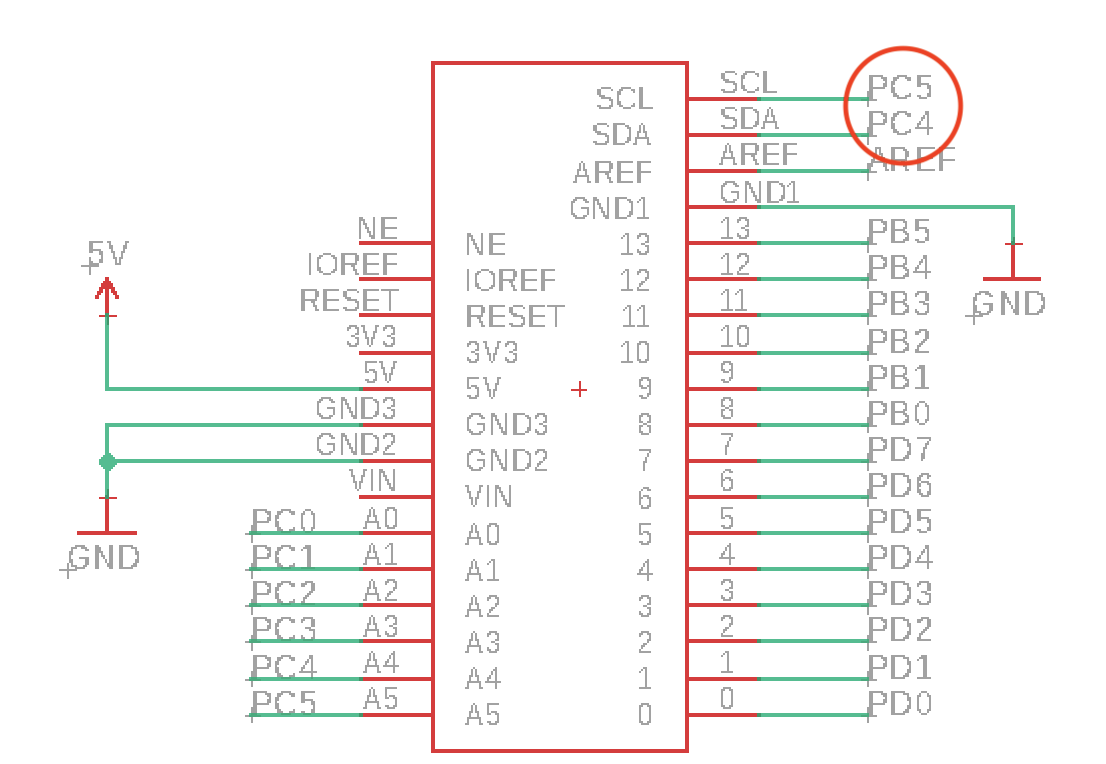 SCL SCL PC5
SDA SDA PC4
AREF AREF AREF
GND1 GND1
NE NE 13 13 PB5
5V IOREF IOREF 12 12 PB4
RESET RESET 11 11 PB3 GND
3V3 3V3 10 10 PB2
5V 5V 9 9 PB1
GND3 GND3 8 8 PB0
GND2 GND2 7 7 PD7
VIN VIN 6 6 PD6
PC0 A0 A0 5 5 PD5
GND PC1 A1 A1 4 4 PD4
PC2 A2 A2 3 3 PD3
PC3 A3 A3 2 2 PD2
PC4 A4 A4 1 1 PD1
PC5 A5 A5 0 0 PD0